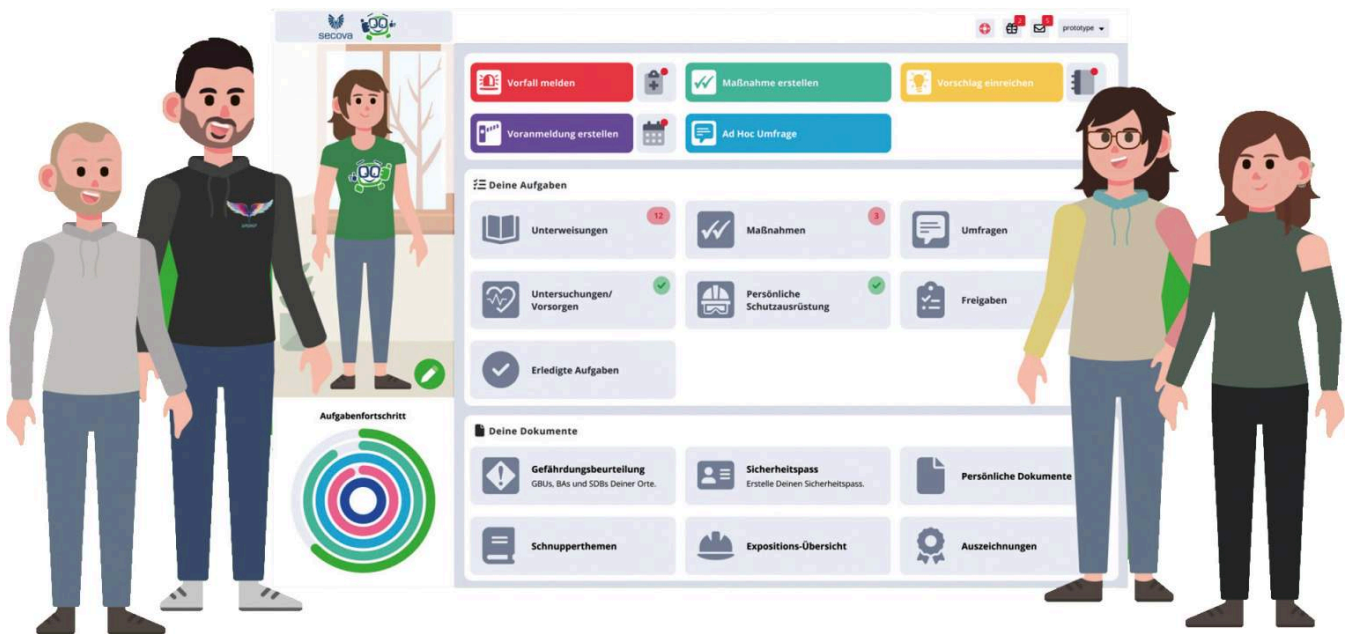 secova
2
5
prototype
Vorfall melden
Maßnahme erstellen
Vorschlag einreichen
Voranmeldung erstellen
Ad Hoc Umfrage
Deine Aufgaben
Unterweisungen
12
Maßnahmen
3
Umfragen
Untersuchungen/
Vorsorgen
Persönliche
Schutzausrüstung
Freigaben
Erledigte Aufgaben
Aufgabenfortschritt
Deine Dokumente
Gefährdungsbeurteilung
GBUs, BAs und SDBs Deiner Orte.
Sicherheitspass
Erstelle Deinen Sicherheitspass.
Persönliche Dokumente
Schnupperthemen
Expositions-Übersicht
Auszeichnungen